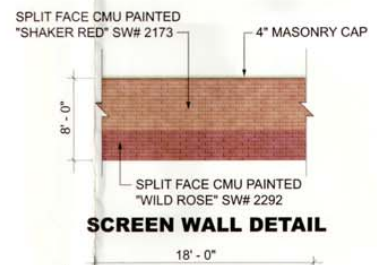 SPLIT FACE CMU PAINTED
"SHAKER RED" SW# 2173
4" MASONRY CAP
8' - 0"
SPLIT FACE CMU PAINTED
"WILD ROSE" SW# 2292
SCREEN WALL DETAIL
18' - 0"